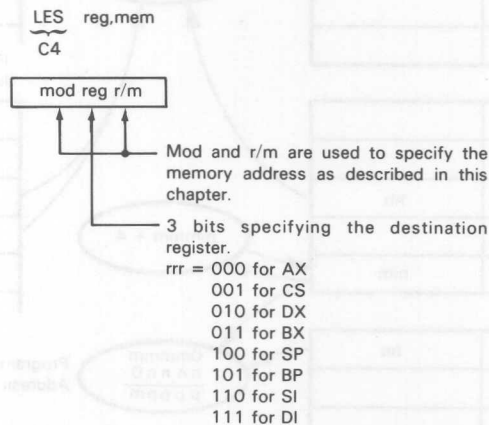 LES reg,mem
C4
mod reg r/m
Mod and r/m are used to specify the
memory address as described in this
chapter.
3 bits specifying the destination
register.
rrr = 000 for AX
001 for CS
010 for DX
011 for BX
100 for SP
101 for BP
110 for SI
111 for DI